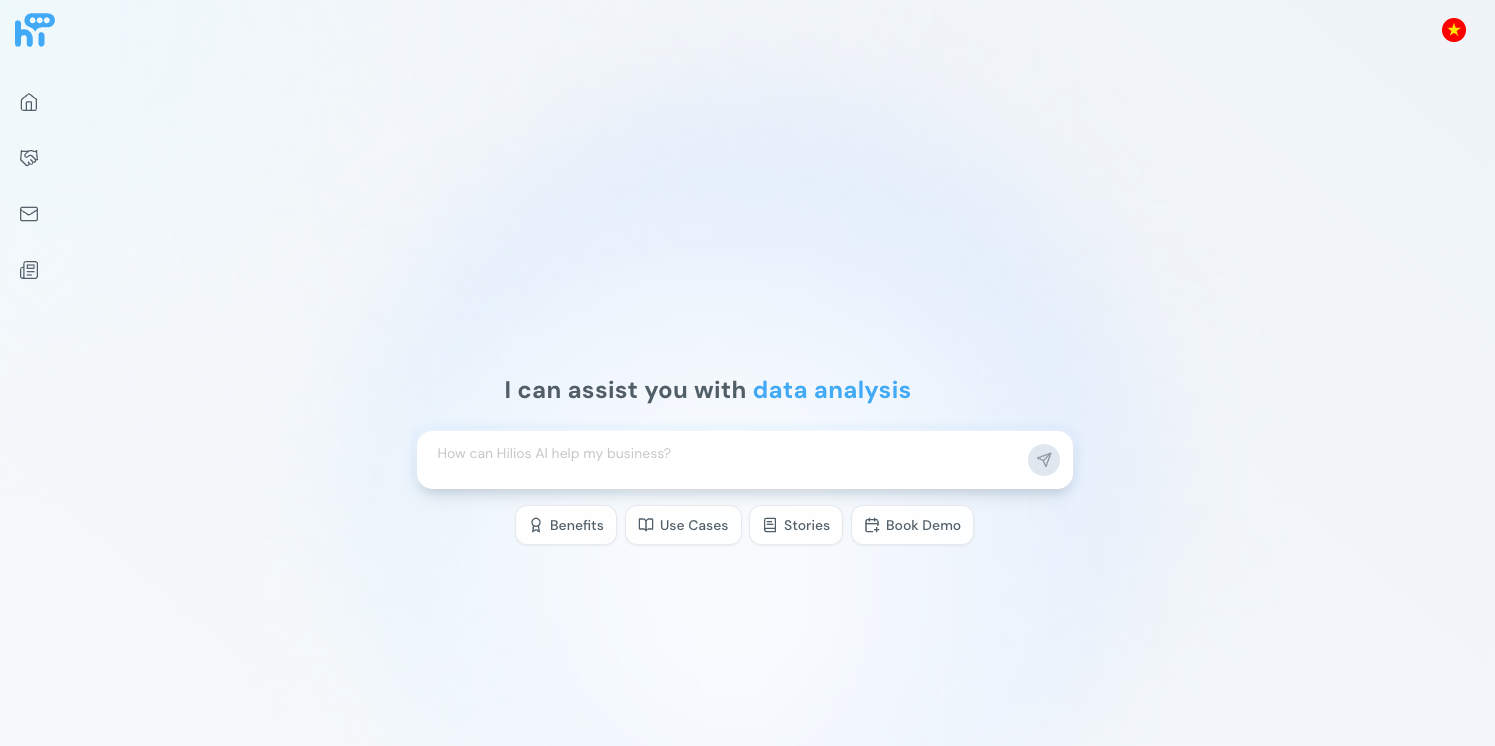 hi
I can assist you with data analysis
How can Hilios AI help my business?
Benefits
Use Cases
Stories
Book Demo